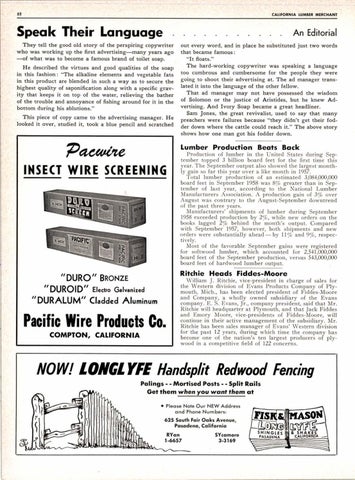 52
CALIFORNIA LUMBER MERCHANT
Speak Their Language . . . . . . . . . . An Editorial
They tell the good old story of the perspiring copywriter
who was working up the first advertising—many years ago
—of what was to become a famous brand of toilet soap.
He described the virtues and good qualities of the soap
in this fashion: "The alkaline elements and vegetable fats
in this product are blended in such a way as to secure the
highest quality of saponification along with a specific grav-
ity that keeps it on top of the water, relieving the bather
of the trouble and annoyance of fishing around for it in the
bottom during his ablutions."
This piece of copy came to the advertising manager. He
looked it over, studied it, took a blue pencil and scratched
out every word, and in place he substituted just two words
that became famous:
"It floats."
The hard-working copywriter was speaking a language
too cumbrous and cumbersome for the people they were
going to shoot their advertising at. The ad manager trans-
lated it into the language of the other fellow.
That ad manager may not have possessed the wisdom
of Solomon or the justice of Aristides, but he knew Ad-
vertising. And Ivory Soap became a great headliner.
Sam Jones, the great revivalist, used to say that many
preachers were failures because "they didn't get their fod-
der down where the cattle could reach it." The above story
shows how one man got his fodder down.
Pacwire
INSECT WIRE SCREENING
"DURO" BRONZE
"DUROID" Electro Galvanized
"DURALUM" Cladded Aluminum
Pacific Wire Products Co.
COMPTON, CALIFORNIA
Lumber Production Beats Back
Production of lumber in the United States during Sep-
tember topped 3 billion board feet for the first time this
year. The September output also showed the largest month-
ly gain so far this year over a like month in 1957.
Total lumber production of an estimated 3,084,000,000
board feet in September 1958 was 8% greater than in Sep-
tember of last year, according to the National Lumber
Manufacturers Association. A production gain of 3% over
August was contrary to the August-September downtrend
of the past three years.
Manufacturers' shipments of lumber during September
1958 exceeded production by 2%, while new orders on the
books lagged 2% behind the month's output. Compared
with September 1957, however, both shipments and new
orders were substantially ahead—by 11% and 9%, respec-
tively.
Most of the favorable September gains were registered
for softwood lumber, which accounted for 2,541,000,000
board feet of the September production, versus 543,000,000
board feet of hardwood lumber output.
Ritchie Heads Fiddes-Moore
William J. Ritchie, vice-president in charge of sales for
the Western division of Evans Products Company of Ply-
mouth, Mich., has been elected president of Fiddes-Moore
and Company, a wholly owned subsidiary of the Evans
company. E. S. Evans, Jr., company president, said that Mr.
Ritchie will headquarter at Plymouth, and that Jack Fiddes
and Emory Moore, vice-presidents of Fiddes-Moore, will
continue in their active management of the subsidiary. Mr.
Ritchie has been sales manager of Evans' Western division
for the past 12 years, during which time the company has
become one of the nation's ten largest producers of ply-
wood in a competitive field of 122 concerns.
NOW! LONGLYFE Handsplit Redwood Fencing
Palings--Mortised Posts--Split Rails
Get them when you want them at
• Please Note Our NEW Address
and Phone Numbers:
625 South Fair Oaks Avenue,
Pasadena, California
RYan
1-6657
SYcamore
3-3169
FISK & MASON
LONGLYFE
SHINGLES & SHAKES
PASADENA CALIFORNIA